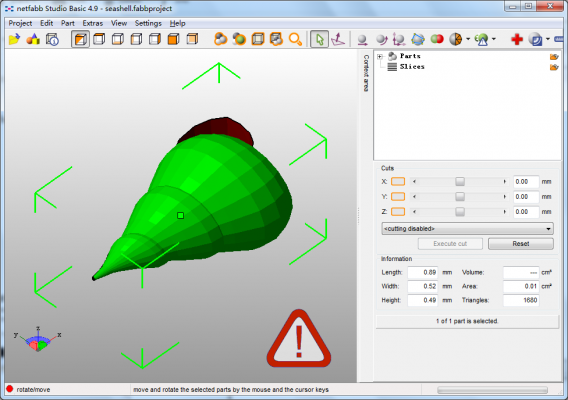 netfabb Studio Basic 4.9 - seashell.fabbproject
Project Edit Part Extras View Settings Help
Context area
Parts
Slices
Cuts
X: 0.00 mm
Y: 0.00 mm
Z: 0.00 mm
<cutting disabled>
Execute cut Reset
Information
Length: 0.89 mm Volume: --- cm³
Width: 0.52 mm Area: 0.01 cm²
Height: 0.49 mm Triangles: 1680
1 of 1 part is selected.
z
y x
rotate/move move and rotate the selected parts by the mouse and the cursor keys